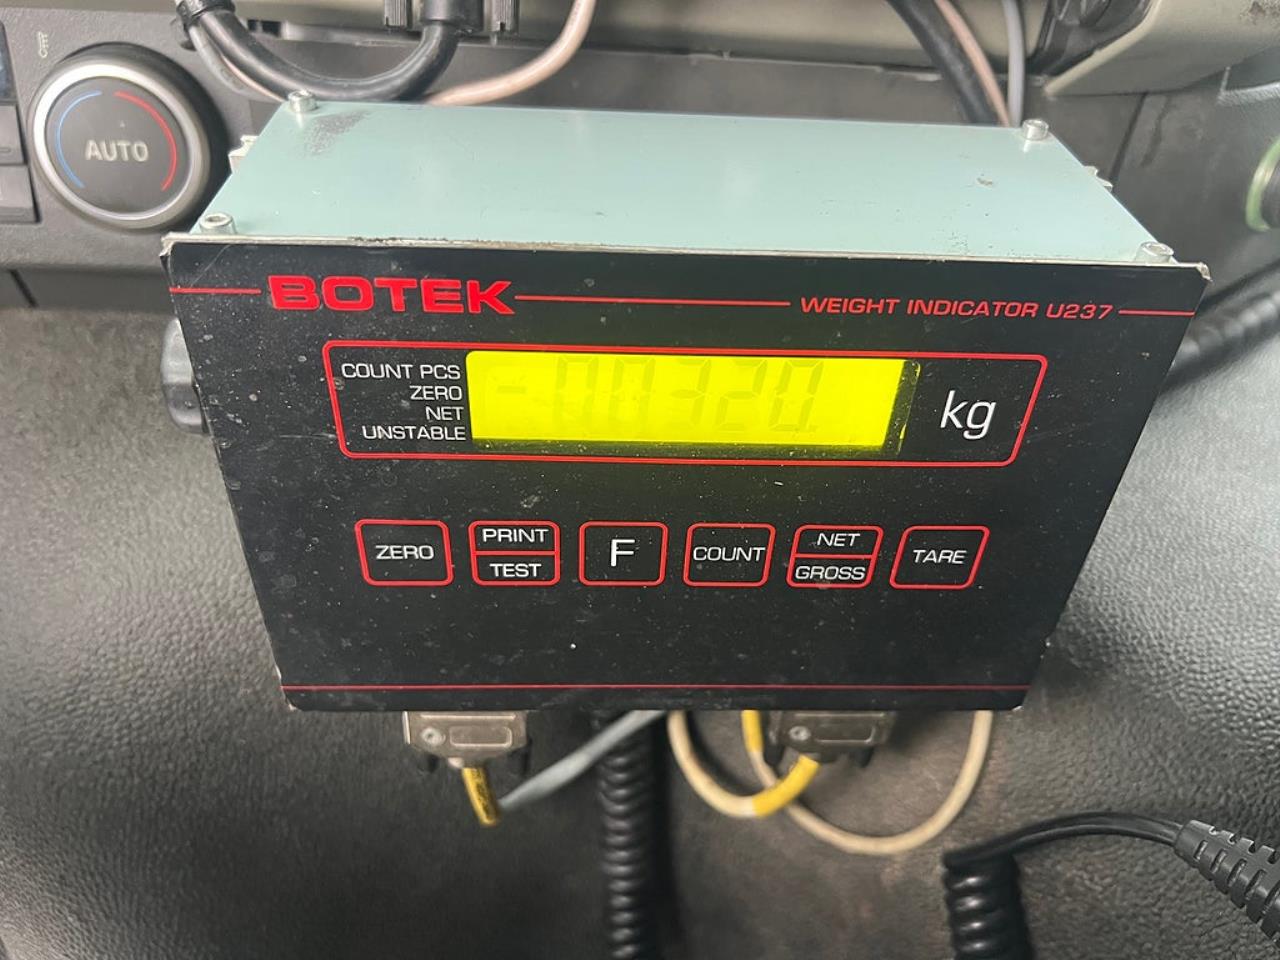 AUTO
BOTEK
WEIGHT INDICATOR U237
COUNT PCS
ZERO
NET
UNSTABLE
-00320.
kg
ZERO
PRINT
TEST
F
COUNT
NET
GROSS
TARE